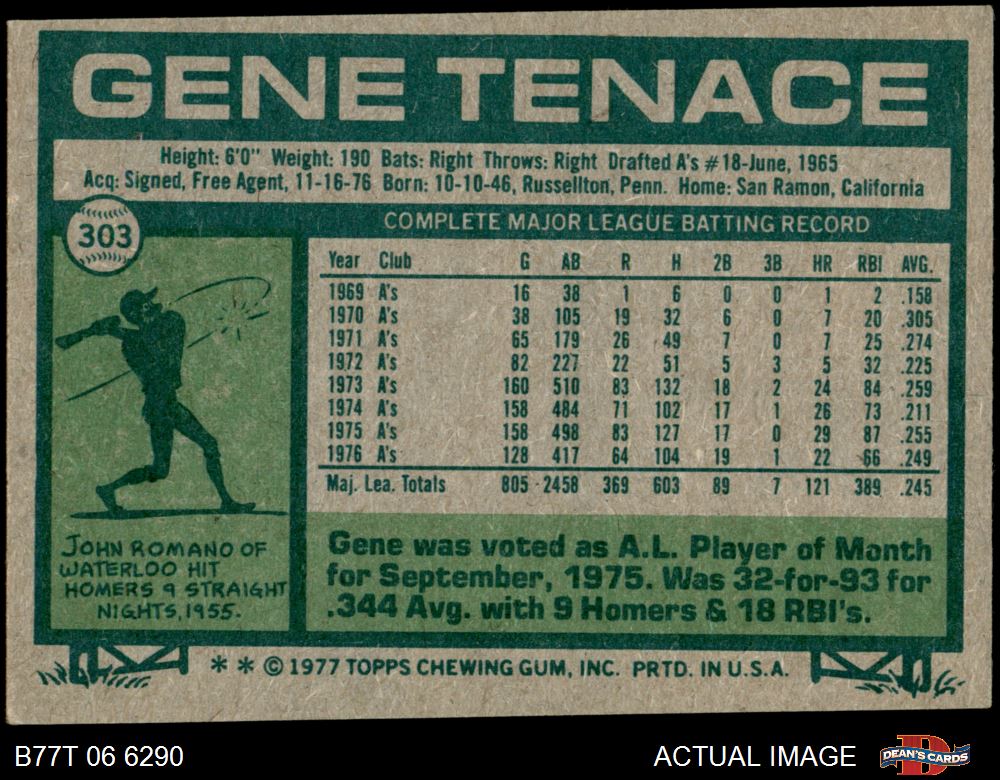 GENE TENACE
Height: 6'0" Weight: 190 Bats: Right Throws: Right Drafted A's #18-June, 1965
Acq: Signed, Free Agent, 11-16-76 Born: 10-10-46, Russellton, Penn. Home: San Ramon, California
303
COMPLETE MAJOR LEAGUE BATTING RECORD
Year Club G AB R H 2B 3B HR RBI AVG.
1969 A's 16 38 1 6 0 0 1 2 .158
1970 A's 38 105 19 32 6 0 7 20 .305
1971 A's 65 179 26 49 7 0 7 25 .274
1972 A's 82 227 22 51 5 3 5 32 .225
1973 A's 160 510 83 132 18 2 24 84 .259
1974 A's 158 484 71 102 17 1 26 73 .211
1975 A's 158 498 83 127 17 0 29 87 .255
1976 A's 128 417 64 104 19 1 22 66 .249
Maj. Lea. Totals 805 2458 369 603 89 7 121 389 .245
JOHN ROMANO OF
WATERLOO HIT
HOMERS 9 STRAIGHT
NIGHTS, 1955.
Gene was voted as A.L. Player of Month
for September, 1975. Was 32-for-93 for
.344 Avg. with 9 Homers & 18 RBI's.
* * © 1977 TOPPS CHEWING GUM, INC. PRTD. IN U.S.A.
B77T 06 6290
ACTUAL IMAGE
DEAN'S CARDS